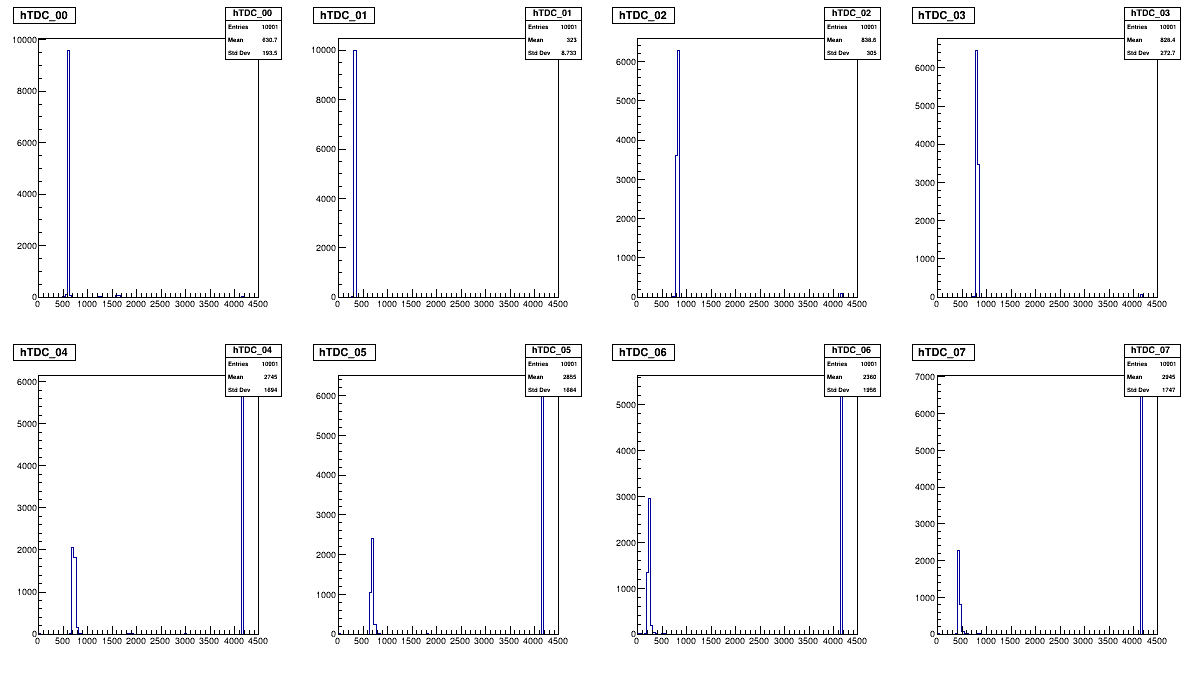 hTDC_00
hTDC_00
Entries 10001
Mean 630.7
Std Dev 193.5
10000
8000
6000
4000
2000
0
0 500 1000 1500 2000 2500 3000 3500 4000 4500
hTDC_01
hTDC_01
Entries 10001
Mean 323
Std Dev 8.733
10000
8000
6000
4000
2000
0
0 500 1000 1500 2000 2500 3000 3500 4000 4500
hTDC_02
hTDC_02
Entries 10001
Mean 838.6
Std Dev 305
6000
5000
4000
3000
2000
1000
0
0 500 1000 1500 2000 2500 3000 3500 4000 4500
hTDC_03
hTDC_03
Entries 10001
Mean 828.4
Std Dev 272.7
6000
5000
4000
3000
2000
1000
0
0 500 1000 1500 2000 2500 3000 3500 4000 4500
hTDC_04
hTDC_04
Entries 10001
Mean 2745
Std Dev 1694
6000
5000
4000
3000
2000
1000
0
0 500 1000 1500 2000 2500 3000 3500 4000 4500
hTDC_05
hTDC_05
Entries 10001
Mean 2855
Std Dev 1684
6000
5000
4000
3000
2000
1000
0
0 500 1000 1500 2000 2500 3000 3500 4000 4500
hTDC_06
hTDC_06
Entries 10001
Mean 2360
Std Dev 1956
5000
4000
3000
2000
1000
0
0 500 1000 1500 2000 2500 3000 3500 4000 4500
hTDC_07
hTDC_07
Entries 10001
Mean 2945
Std Dev 1747
7000
6000
5000
4000
3000
2000
1000
0
0 500 1000 1500 2000 2500 3000 3500 4000 4500